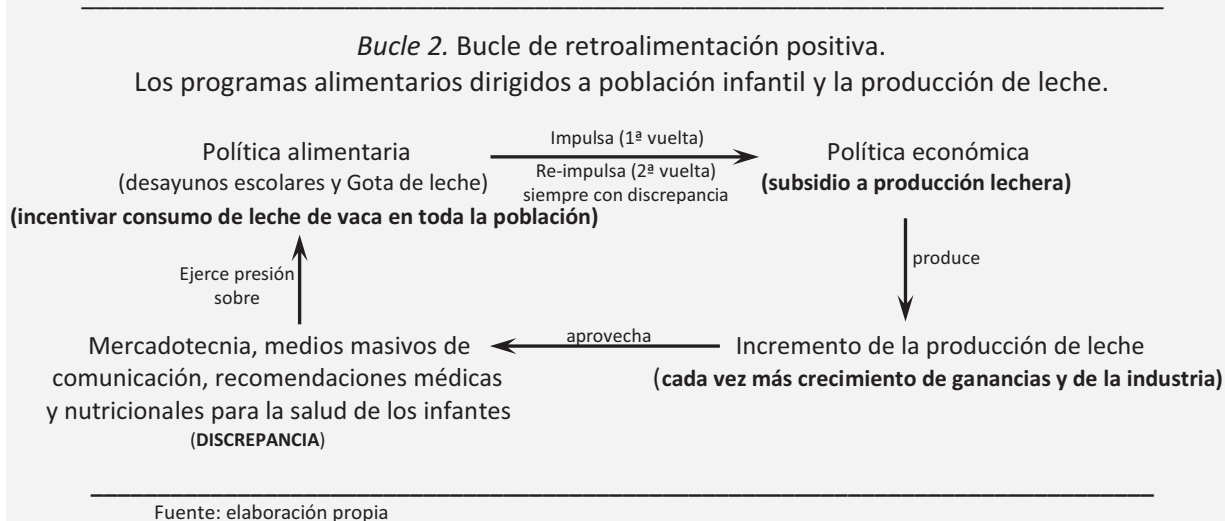 Bucle 2. Bucle de retroalimentación positiva.
Los programas alimentarios dirigidos a población infantil y la producción de leche.
Política alimentaria
(desayunos escolares y Gota de leche)
(incentivar consumo de leche de vaca en toda la población)
Impulsa (1ª vuelta)
Re-impulsa (2ª vuelta)
siempre con discrepancia
Política económica
(subsidio a producción lechera)
produce
Incremento de la producción de leche
(cada vez más crecimiento de ganancias y de la industria)
aprovecha
Mercadotecnia, medios masivos de
comunicación, recomendaciones médicas
y nutricionales para la salud de los infantes
(DISCREPANCIA)
Ejerce presión
sobre
Fuente: elaboración propia